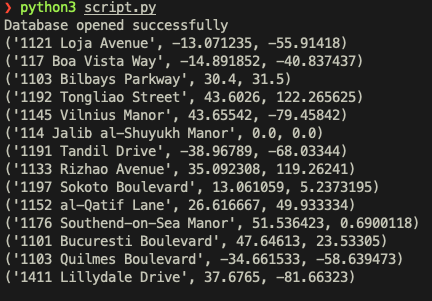 ❯ python3 script.py
Database opened successfully
('1121 Loja Avenue', -13.071235, -55.91418)
('117 Boa Vista Way', -14.891852, -40.837437)
('1103 Bilbays Parkway', 30.4, 31.5)
('1192 Tongliao Street', 43.6026, 122.265625)
('1145 Vilnius Manor', 43.65542, -79.45842)
('114 Jalib al-Shuyukh Manor', 0.0, 0.0)
('1191 Tandil Drive', -38.96789, -68.03344)
('1133 Rizhao Avenue', 35.092308, 119.26241)
('1197 Sokoto Boulevard', 13.061059, 5.2373195)
('1152 al-Qatif Lane', 26.616667, 49.933334)
('1176 Southend-on-Sea Manor', 51.536423, 0.6900118)
('1101 Bucuresti Boulevard', 47.64613, 23.53305)
('1103 Quilmes Boulevard', -34.661533, -58.639473)
('1411 Lillydale Drive', 37.6765, -81.66323)